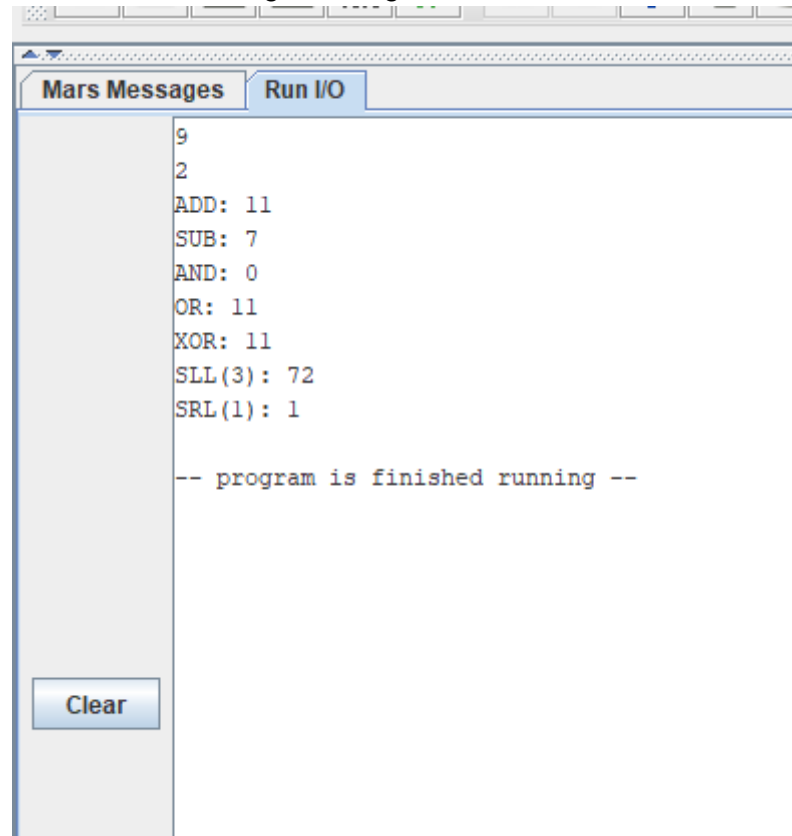 Mars Messages Run I/O
9
2
ADD: 11
SUB: 7
AND: 0
OR: 11
XOR: 11
SLL(3): 72
SRL(1): 1
-- program is finished running --
Clear